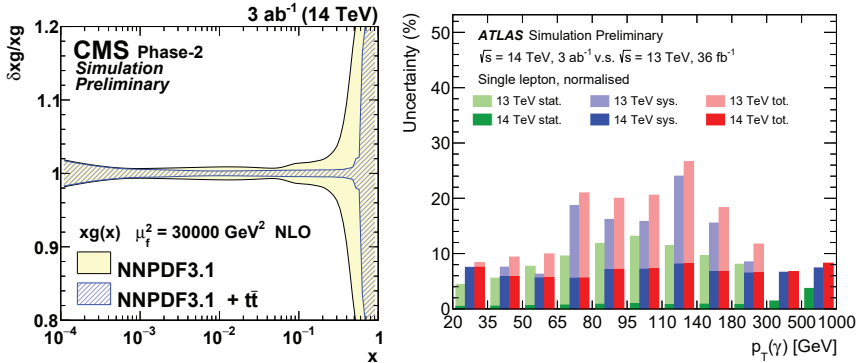 3 ab⁻¹ (14 TeV)
δxg/xg
CMS Phase-2
Simulation
Preliminary
1.2
1.1
1
0.9
0.8
xg(x) μ_f² = 30000 GeV² NLO
NNPDF3.1
NNPDF3.1 + tt̄
10⁻⁴ 10⁻³ 10⁻² 10⁻¹ 1
x
Uncertainty (%)
ATLAS Simulation Preliminary
√s = 14 TeV, 3 ab⁻¹ v.s. √s = 13 TeV, 36 fb⁻¹
Single lepton, normalised
13 TeV stat. 13 TeV sys. 13 TeV tot.
14 TeV stat. 14 TeV sys. 14 TeV tot.
50
40
30
20
10
0
20 35 45 55 65 80 95 110 140 180 300 500 1000
p_T(γ) [GeV]